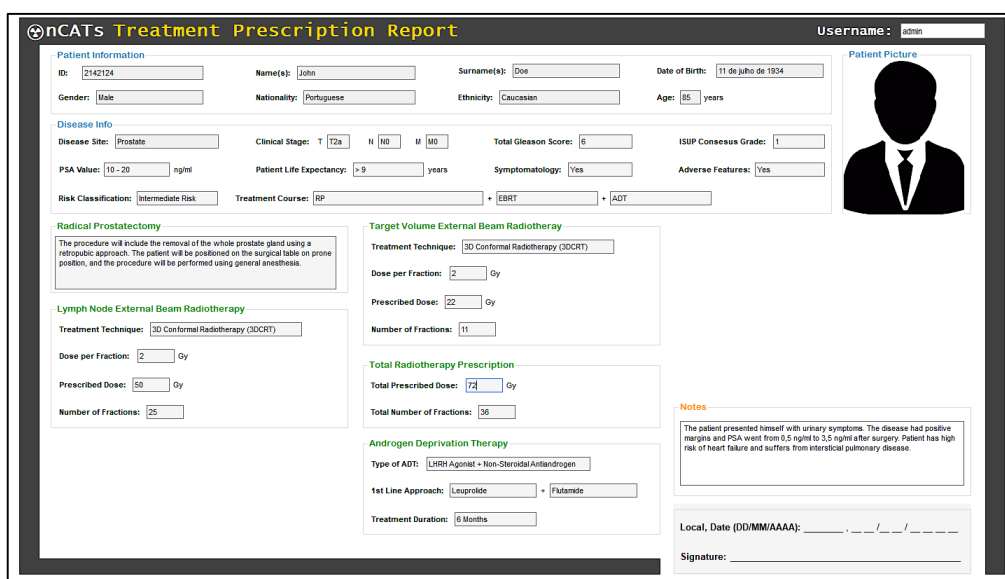 OnCATs Treatment Prescription Report Username: admin
Patient Information Patient Picture
ID: 2142124 Name(s): John Surname(s): Doe Date of Birth: 11 de julho de 1934
Gender: Male Nationality: Portuguese Ethnicity: Caucasian Age: 85 years
Disease Info
Disease Site: Prostate Clinical Stage: T T2a N N0 M M0 Total Gleason Score: 6 ISUP Consesus Grade: 1
PSA Value: 10 - 20 ng/ml Patient Life Expectancy: > 9 years Symptomatology: Yes Adverse Features: Yes
Risk Classification: Intermediate Risk Treatment Course: RP + EBRT + ADT
Radical Prostatectomy
The procedure will include the removal of the whole prostate gland using a
retropubic approach. The patient will be positioned on the surgical table on prone
position, and the procedure will be performed using general anesthesia.
Lymph Node External Beam Radiotherapy
Treatment Technique: 3D Conformal Radiotherapy (3DCRT)
Dose per Fraction: 2 Gy
Prescribed Dose: 50 Gy
Number of Fractions: 25
Target Volume External Beam Radiotheray
Treatment Technique: 3D Conformal Radiotherapy (3DCRT)
Dose per Fraction: 2 Gy
Prescribed Dose: 22 Gy
Number of Fractions: 11
Total Radiotherapy Prescription
Total Prescribed Dose: 72 Gy
Total Number of Fractions: 36
Androgen Deprivation Therapy
Type of ADT: LHRH Agonist + Non-Steroidal Antiandrogen
1st Line Approach: Leuprolide + Flutamide
Treatment Duration: 6 Months
Notes
The patient presented himself with urinary symptoms. The disease had positive
margins and PSA went from 0,5 ng/ml to 3,5 ng/ml after surgery. Patient has high
risk of heart failure and suffers from intersticial pulmonary disease.
Local, Date (DD/MM/AAAA): ________ , __ __ /__ __ / __ __ __ __
Signature: ________________________